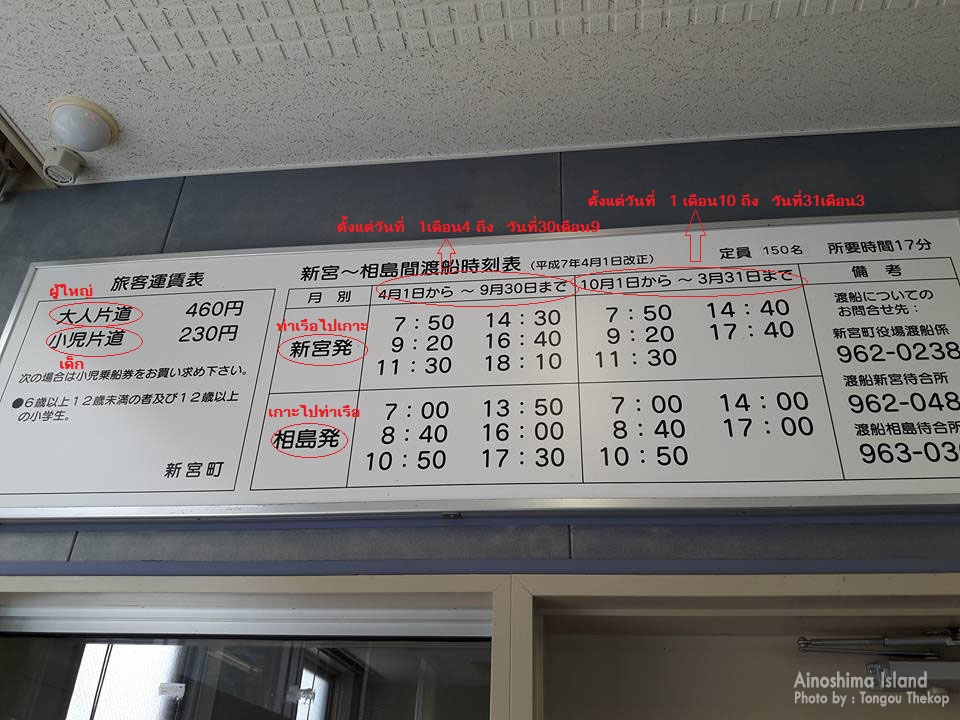 ตั้งแต่วันที่ 1เดือน4 ถึง วันที่30เดือน9
ตั้งแต่วันที่ 1 เดือน10 ถึง วันที่31เดือน3
旅客運賃表
ผู้ใหญ่
大人片道 460円
小児片道 230円
เด็ก
次の場合は小児乗船券をお買い求め下さい。
●6歳以上12歳未満の者及び12歳以上
の小学生。
新宮町
新宮~相島間渡船時刻表 (平成7年4月1日改正) 定員 150名 所要時間17分
月別 4月1日から ~ 9月30日まで 10月1日から ~ 3月31日まで 備考
ท่าเรือไปเกาะ
新宮発
7:50 14:30 7:50 14:40
9:20 16:40 9:20 17:40
11:30 18:10 11:30
เกาะไปท่าเรือ
相島発
7:00 13:50 7:00 14:00
8:40 16:00 8:40 17:00
10:50 17:30 10:50
渡船についての
お問合せ先:
新宮町役場渡船係
962-0238
渡船新宮待合所
962-048
渡船相島待合所
963-03
Ainoshima Island
Photo by : Tongou Thekop